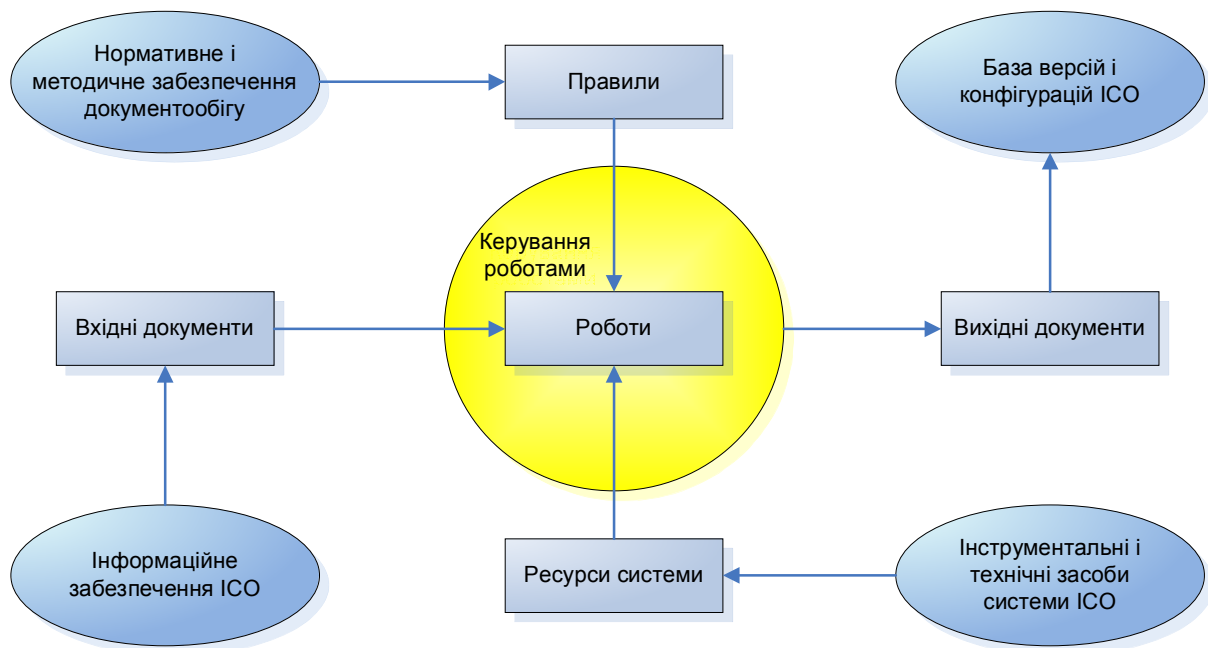 Нормативне і
методичне забезпечення
документообігу
Правили
База версій і
конфігурацій ІСО
Керування
роботами
Вхідні документи
Роботи
Вихідні документи
Інформаційне
забезпечення ІСО
Ресурси системи
Інструментальні і
технічні засоби
системи ІСО